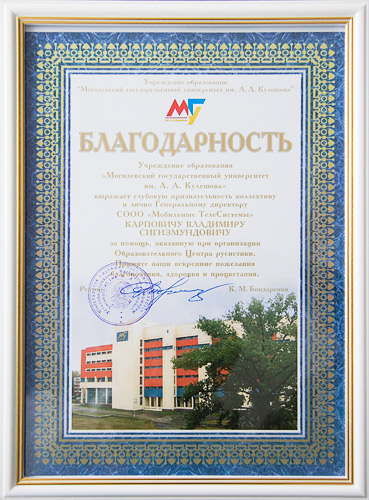 Учреждение образования
"Могилевский государственный университет им. А. А. Кулешова"
МГУ
БЛАГОДАРНОСТЬ
Учреждение образования
«Могилевский государственный университет
им. А. А. Кулешова»
выражает глубокую признательность коллективу
и лично Генеральному директору
СООО «Мобильные ТелеСистемы»
КАРПОВИЧУ ВЛАДИМИРУ
СИГИЗМУНДОВИЧУ
за помощь, оказанную при организации
Образовательного Центра русистики.
Примите наши искренние пожелания
здоровья и процветания.
К. М. Бондаренко